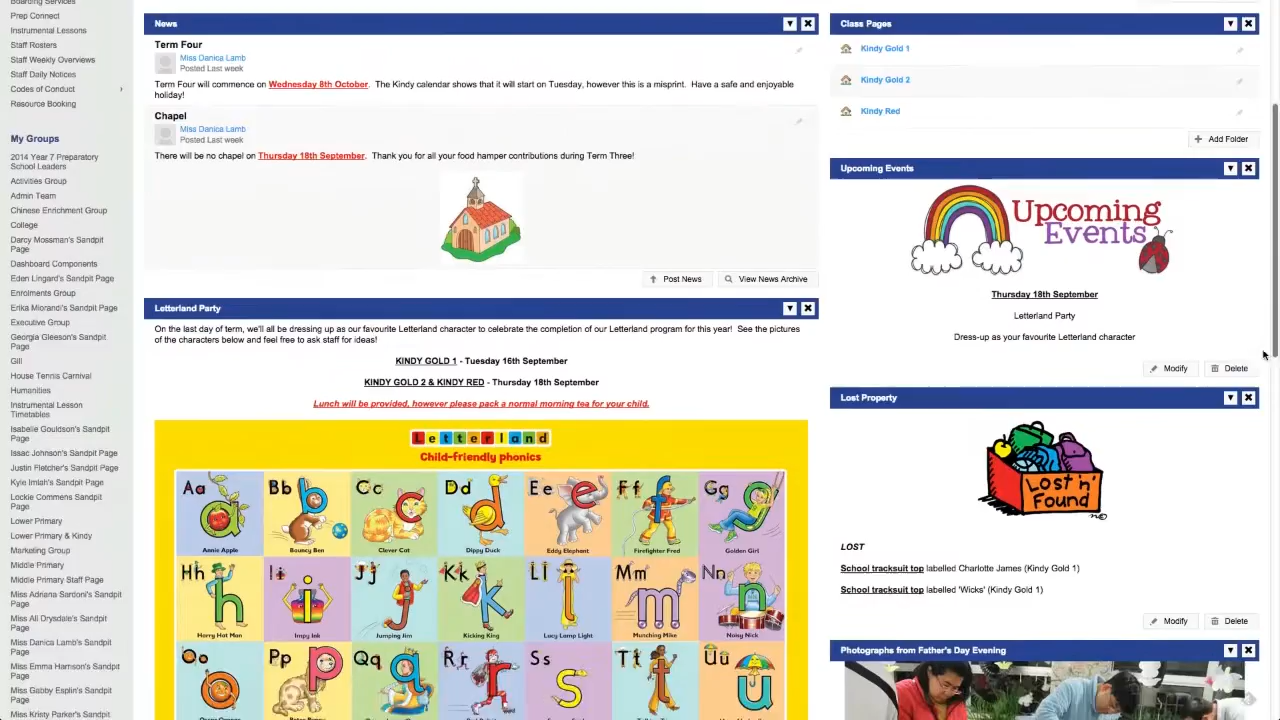 Boarding Services
Prep Connect
Instrumental Lessons
Staff Rosters
Staff Weekly Overviews
Staff Daily Notices
Codes of Conduct
Resource Booking
My Groups
2014 Year 7 Preparatory
School Leaders
Activities Group
Admin Team
Chinese Enrichment Group
College
Darcy Mossman's Sandpit
Page
Dashboard Components
Eden Lingard's Sandpit Page
Enrolments Group
Erika Miorandi's Sandpit Page
Executive Group
Georgia Gleeson's Sandpit
Page
Gill
House Tennis Carnival
Humanities
Instrumental Lesson
Timetables
Isabelle Gouldson's Sandpit
Page
Issac Johnson's Sandpit Page
Justin Fletcher's Sandpit Page
Kyie Imlah's Sandpit Page
Lockie Commens Sandpit
Page
Lower Primary
Lower Primary & Kindy
Marketing Group
Middle Primary
Middle Primary Staff Page
Miss Adriana Sardoni's Sandpit
Page
Miss Ali Drysdale's Sandpit
Page
Miss Danica Lamb's Sandpit
Page
Miss Emma Harrison's Sandpit
Page
Miss Gabby Esplin's Sandpit
Page
Miss Kristy Parker's Sandpit
News
Term Four
Miss Danica Lamb
Posted Last week
Term Four will commence on Wednesday 8th October. The Kindy calendar shows that it will start on Tuesday, however this is a misprint. Have a safe and enjoyable
holiday!
Chapel
Miss Danica Lamb
Posted Last week
There will be no chapel on Thursday 18th September. Thank you for all your food hamper contributions during Term Three!
Post News
View News Archive
Letterland Party
On the last day of term, we'll all be dressing up as our favourite Letterland character to celebrate the completion of our Letterland program for this year! See the pictures
of the characters below and feel free to ask staff for ideas!
KINDY GOLD 1 - Tuesday 16th September
KINDY GOLD 2 & KINDY RED - Thursday 18th September
Lunch will be provided, however please pack a normal morning tea for your child.
Letterland
Child-friendly phonics
Aa Bb Cc Dd Ee Ff Gg
Annie Apple Bouncy Ben Clever Cat Dippy Duck Eddy Elephant Firefighter Fred Golden Girl
Hh Ii Jj Kk Ll Mm Nn
Harry Hat Man Impy Ink Jumping Jim Kicking King Lucy Lamp Light Munching Mike Noisy Nick
Oo Pp Qq Rr Ss Tt Uu
Class Pages
Kindy Gold 1
Kindy Gold 2
Kindy Red
Add Folder
Upcoming Events
Upcoming
Events
Thursday 18th September
Letterland Party
Dress-up as your favourite Letterland character
Modify Delete
Lost Property
Lost 'n'
Found
LOST
School tracksuit top labelled Charlotte James (Kindy Gold 1)
School tracksuit top labelled 'Wicks' (Kindy Gold 1)
Modify Delete
Photographs from Father's Day Evening